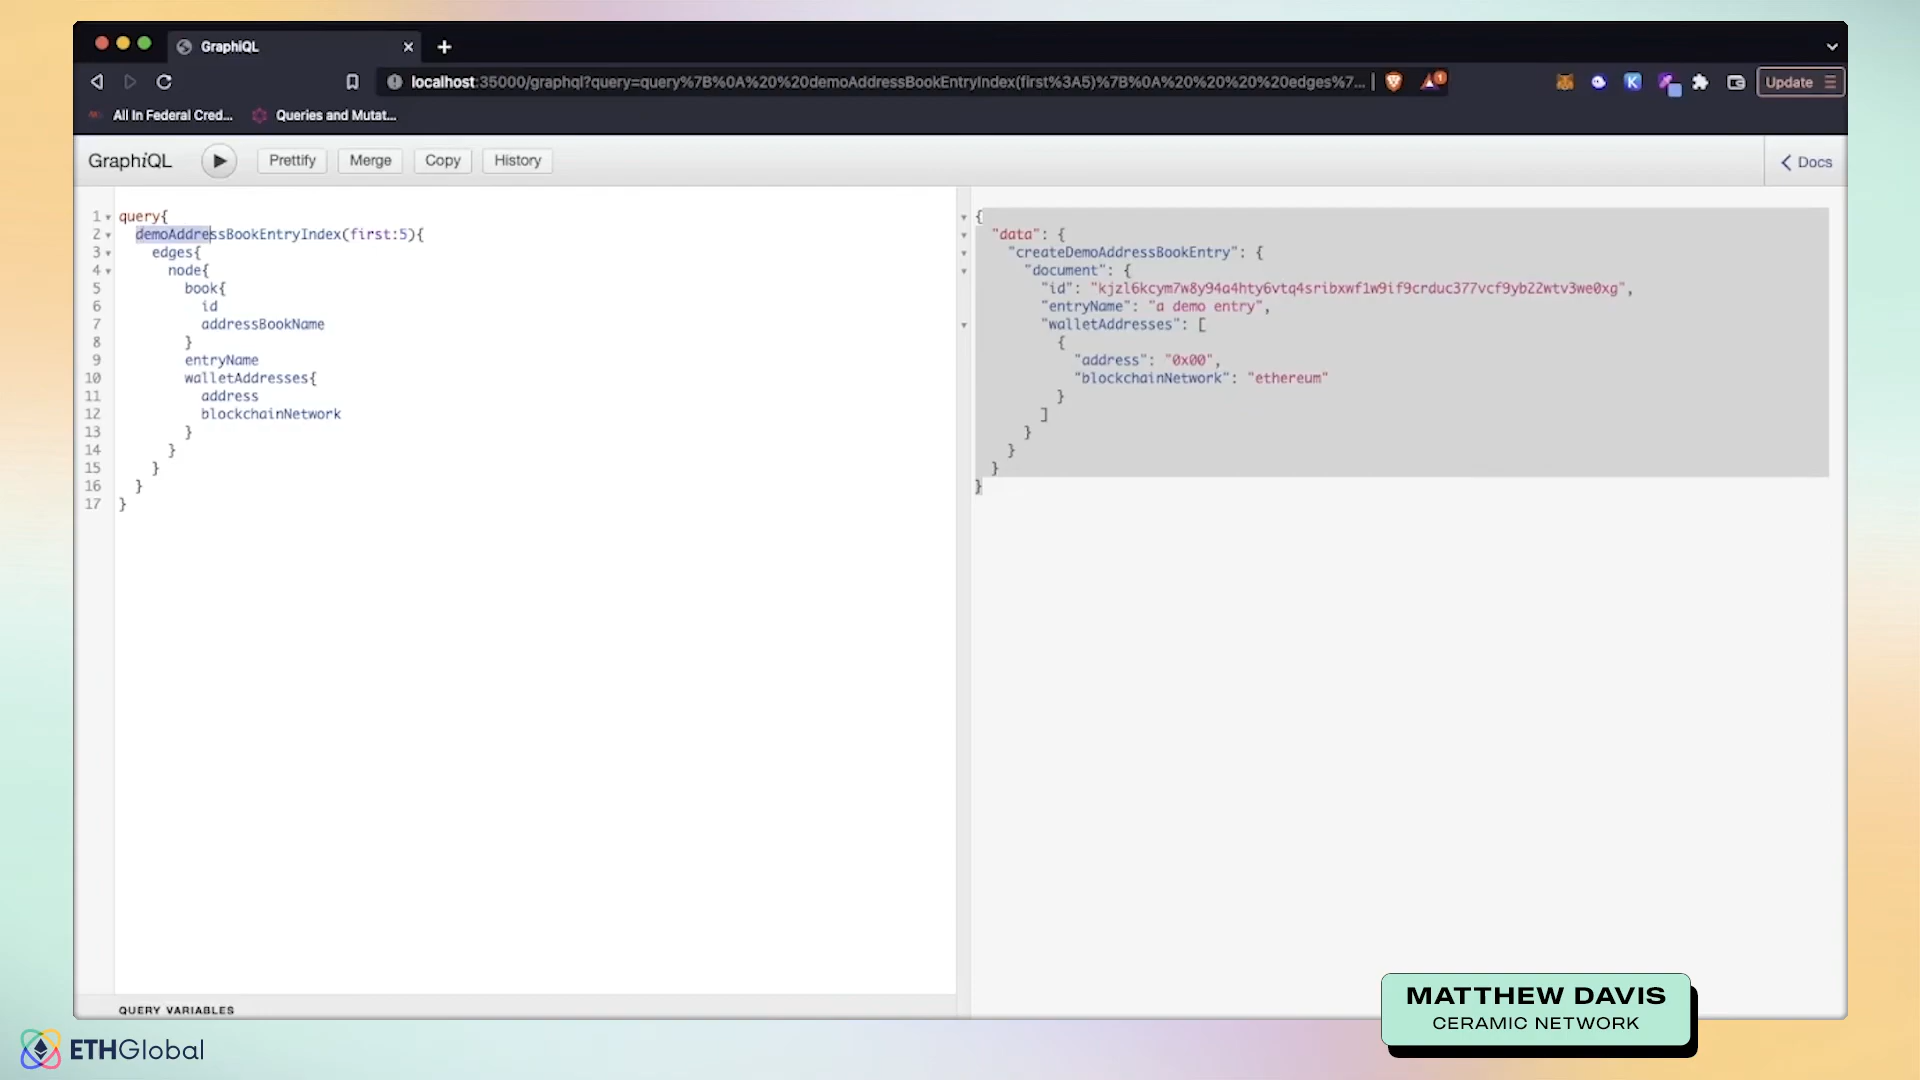 GraphiQL
localhost:35000/graphql?query=query%7B%0A%20%20demoAddressBookEntryIndex(first%3A5)%7B%0A%20%20%20%20edges%7...
1
K
Update
All In Federal Cred...
Queries and Mutat...
GraphiQL
Prettify
Merge
Copy
History
Docs
1 query{
2 demoAddressBookEntryIndex(first:5){
3 edges{
4 node{
5 book{
6 id
7 addressBookName
8 }
9 entryName
10 walletAddresses{
11 address
12 blockchainNetwork
13 }
14 }
15 }
16 }
17 }
{
"data": {
"createDemoAddressBookEntry": {
"document": {
"id": "kjzl6kcym7w8y94a4hty6vtq4sribxwf1w9if9crduc377vcf9yb22wtv3we0xg",
"entryName": "a demo entry",
"walletAddresses": [
{
"address": "0x00",
"blockchainNetwork": "ethereum"
}
]
}
}
}
}
QUERY VARIABLES
MATTHEW DAVIS
CERAMIC NETWORK
ETHGlobal